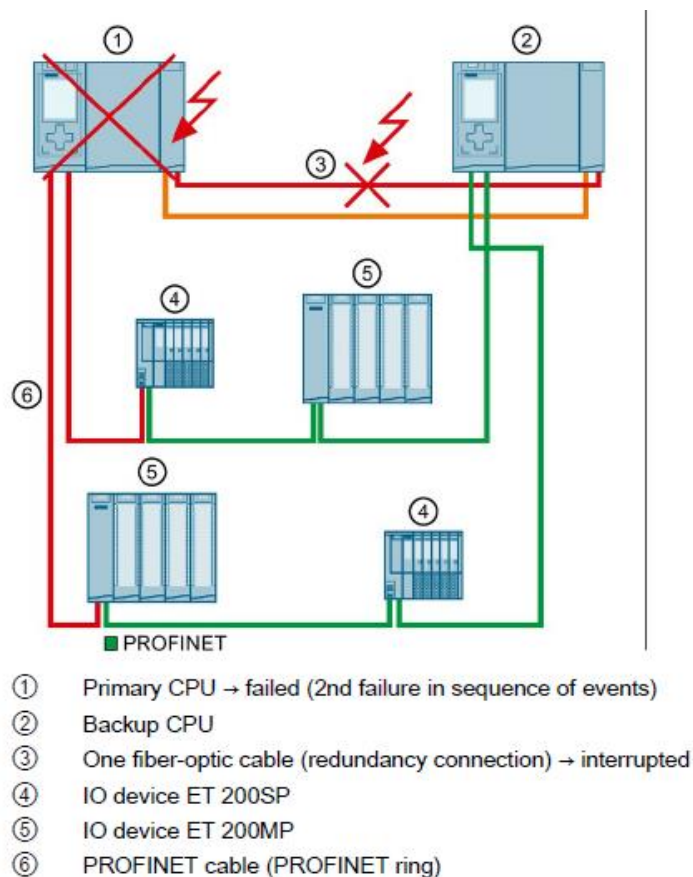 ① ②
③
④ ⑤
⑥
⑤ ④
PROFINET
① Primary CPU → failed (2nd failure in sequence of events)
② Backup CPU
③ One fiber-optic cable (redundancy connection) → interrupted
④ IO device ET 200SP
⑤ IO device ET 200MP
⑥ PROFINET cable (PROFINET ring)